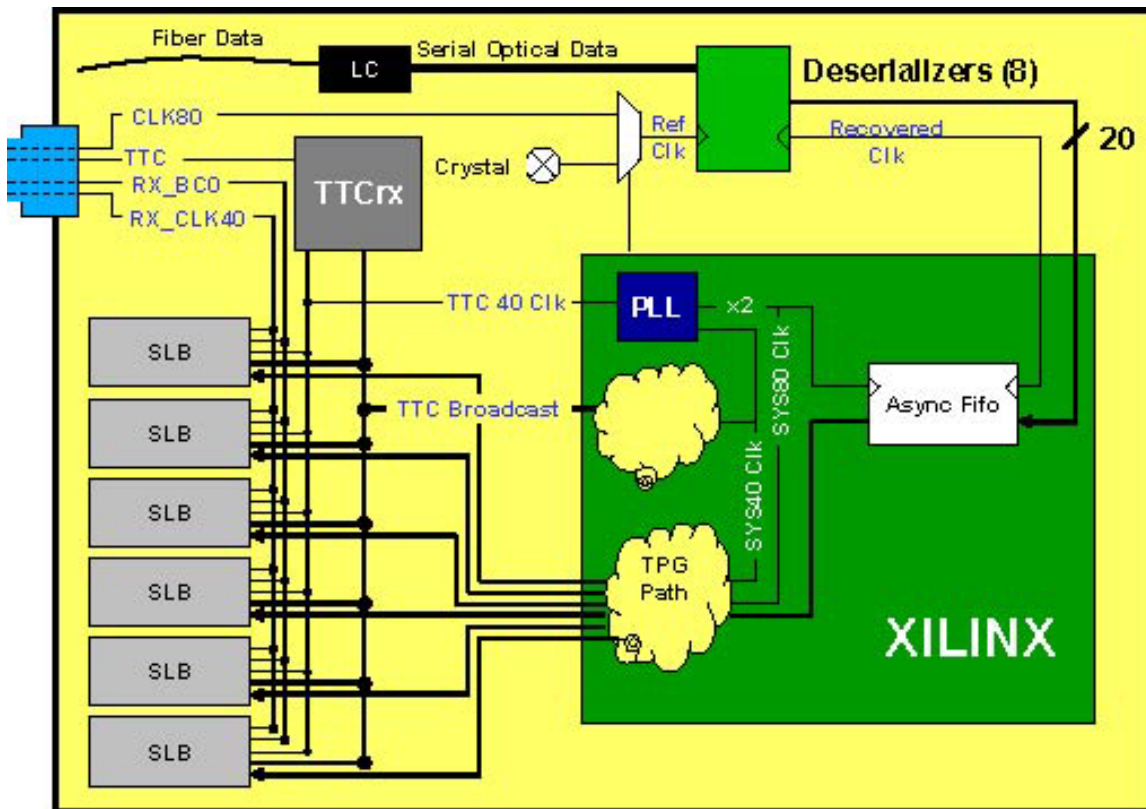 Fiber Data
LC
Serial Optical Data
Deserializers (8)
CLK80
TTC
RX_BC0
RX_CLK40
TTCrx
Crystal
Ref
Clk
Recovered
Clk
20
TTC 40 Clk
PLL
x2
SYS80 Clk
SYS40 Clk
Async Fifo
TTC Broadcast
SLB
SLB
SLB
SLB
SLB
SLB
TPG
Path
XILINX